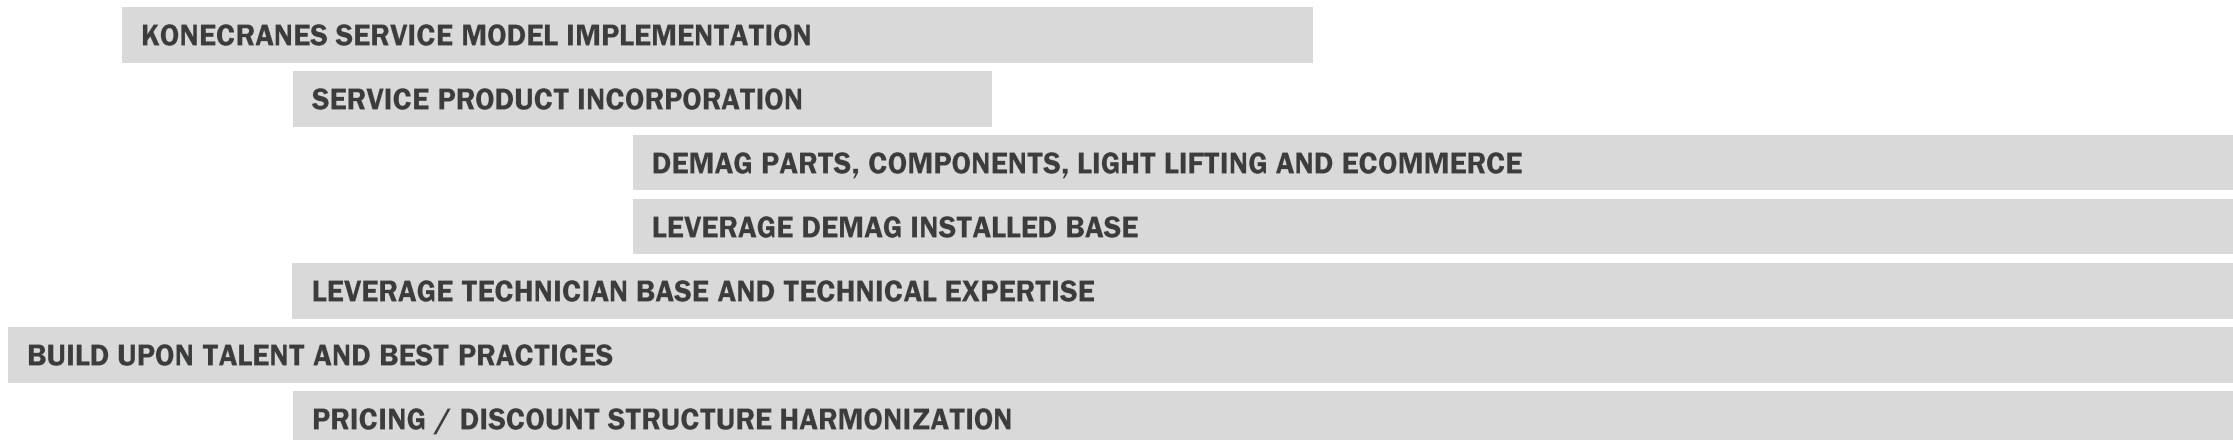 KONECRANES SERVICE MODEL IMPLEMENTATION
SERVICE PRODUCT INCORPORATION
DEMAG PARTS, COMPONENTS, LIGHT LIFTING AND ECOMMERCE
LEVERAGE DEMAG INSTALLED BASE
LEVERAGE TECHNICIAN BASE AND TECHNICAL EXPERTISE
BUILD UPON TALENT AND BEST PRACTICES
PRICING / DISCOUNT STRUCTURE HARMONIZATION